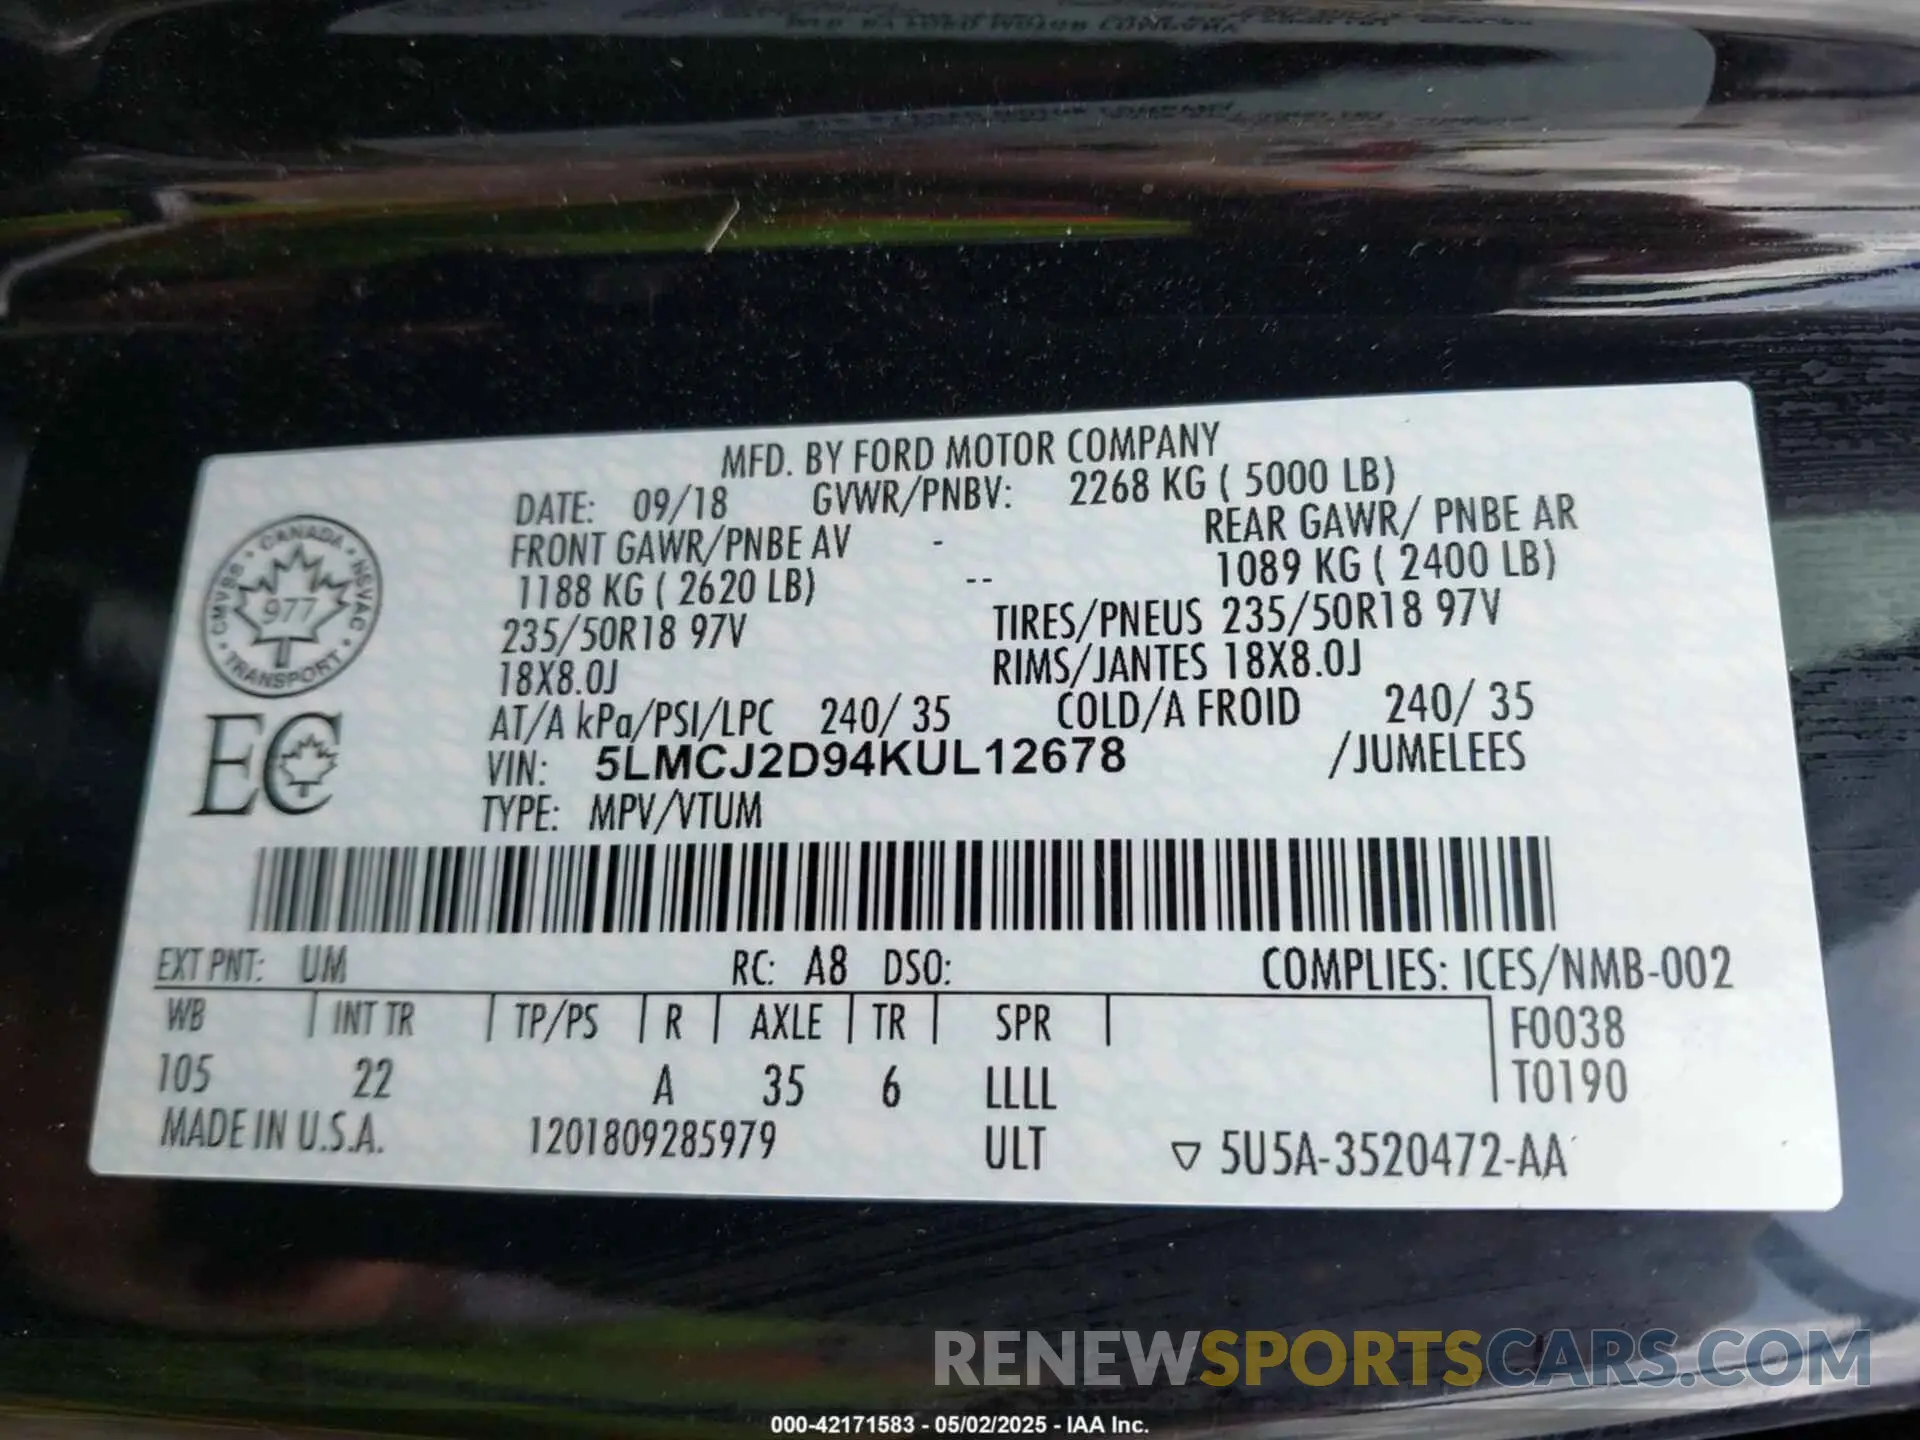 MFD. BY FORD MOTOR COMPANY
DATE: 09/18 GVWR/PNBV: 2268 KG ( 5000 LB)
FRONT GAWR/PNBE AV - REAR GAWR/ PNBE AR
1188 KG ( 2620 LB) -- 1089 KG ( 2400 LB)
235/50R18 97V TIRES/PNEUS 235/50R18 97V
18X8.0J RIMS/JANTES 18X8.0J
AT/A kPa/PSI/LPC 240/ 35 COLD/A FROID 240/ 35
VIN: 5LMCJ2D94KUL12678 /JUMELEES
TYPE: MPV/VTUM
CANADA
CMVSS 977 NSVAC
TRANSPORT
EC
EXT PNT: UM RC: A8 DSO: COMPLIES: ICES/NMB-002
WB | INT TR | TP/PS | R | AXLE | TR | SPR | F0038
105 22 A 35 6 LLLL T0190
MADE IN U.S.A. 1201809285979 ULT ▽ 5U5A-3520472-AA
RENEWSPORTSCARS.COM
000-42171583 - 05/02/2025 - IAA Inc.